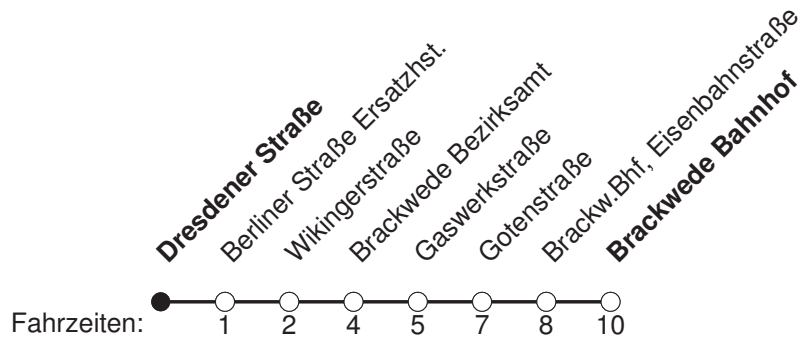 Dresdener Straße
Berliner Straße Ersatzhst.
Wikingerstraße
Brackwede Bezirksamt
Gaswerkstraße
Gotenstraße
Brackw.Bhf, Eisenbahnstraße
Brackwede Bahnhof
Fahrzeiten: 1 2 4 5 7 8 10